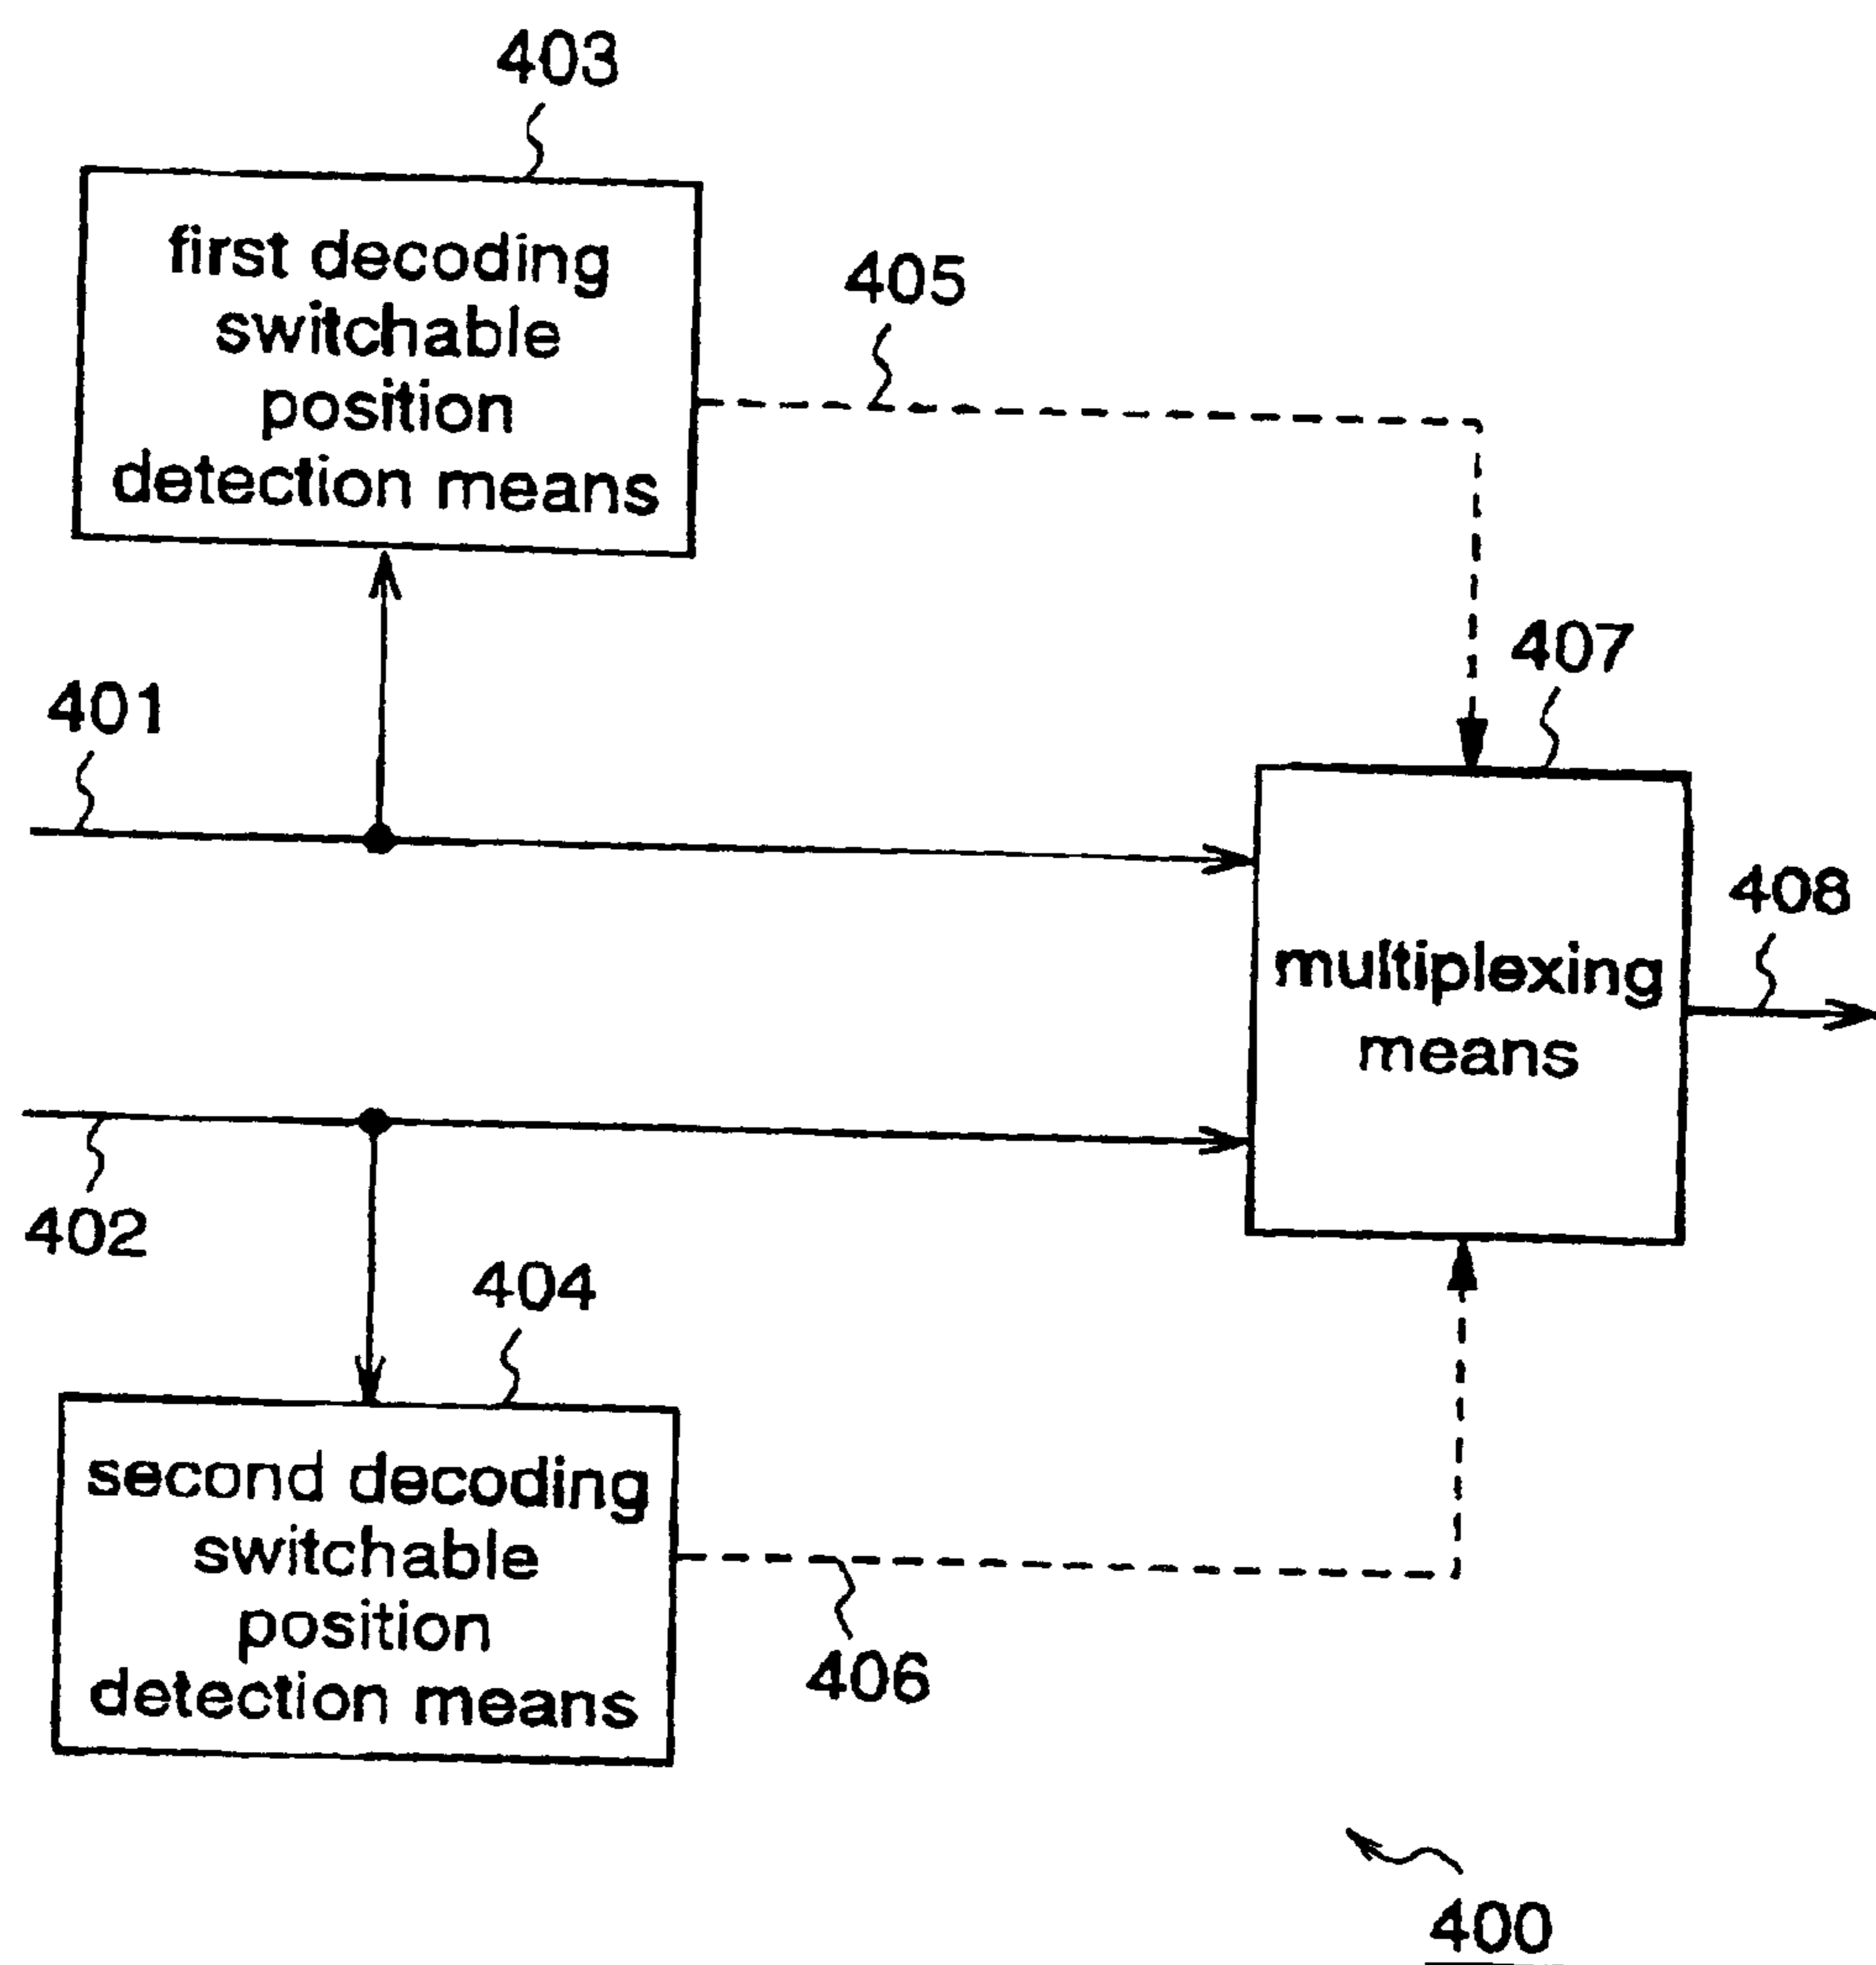 403
first decoding
switchable
position
detection means
405
401
407
408
multiplexing
means
402
404
second decoding
switchable
position
detection means
406
400